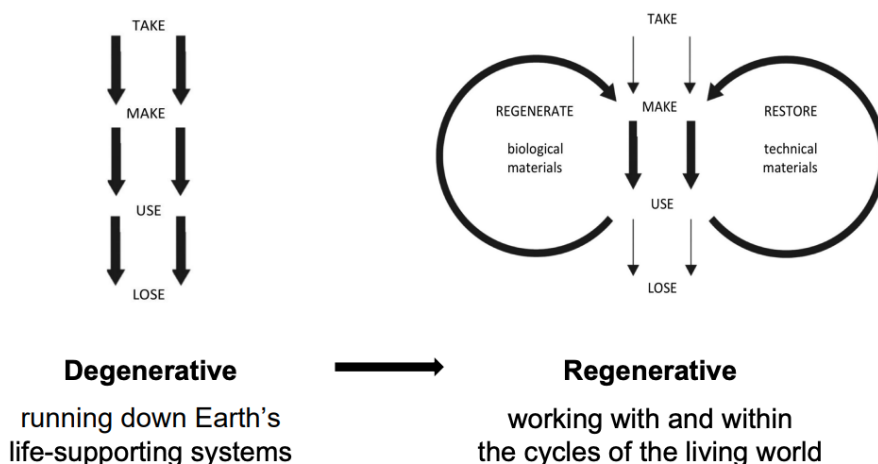 TAKE
MAKE
USE
LOSE
TAKE
REGENERATE
biological
materials
MAKE
RESTORE
technical
materials
USE
LOSE
Degenerative
running down Earth's
life-supporting systems
Regenerative
working with and within
the cycles of the living world